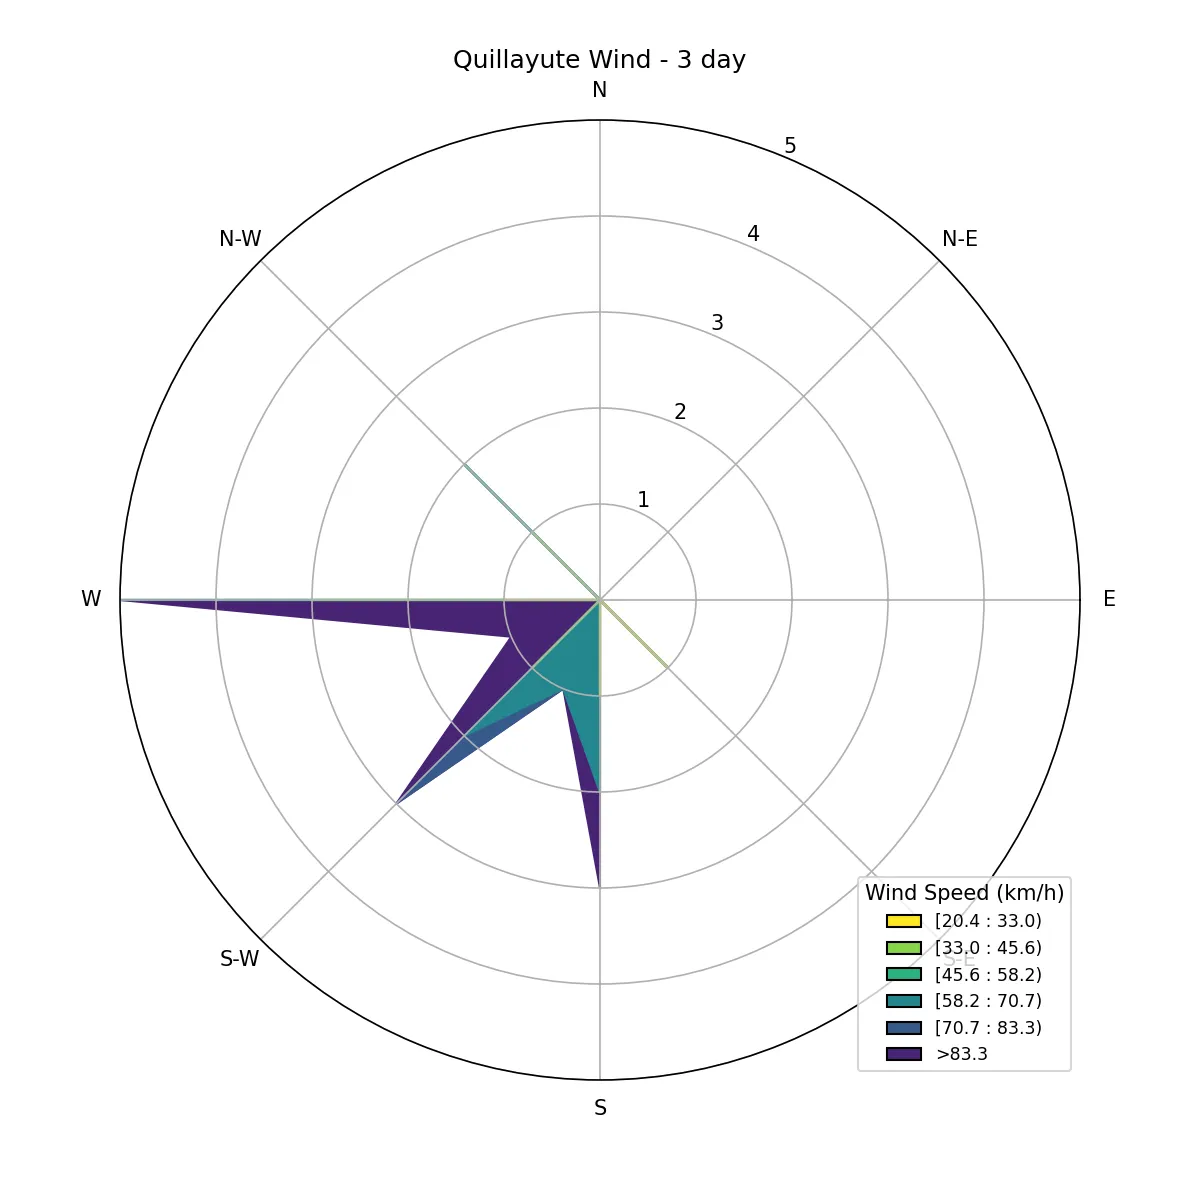 Quillayute Wind - 3 day
N
5
N-W
4
N-E
3
2
1
W
E
Wind Speed (km/h)
[20.4 : 33.0)
[33.0 : 45.6)
S-W
S-E
[45.6 : 58.2)
[58.2 : 70.7)
[70.7 : 83.3)
>83.3
S